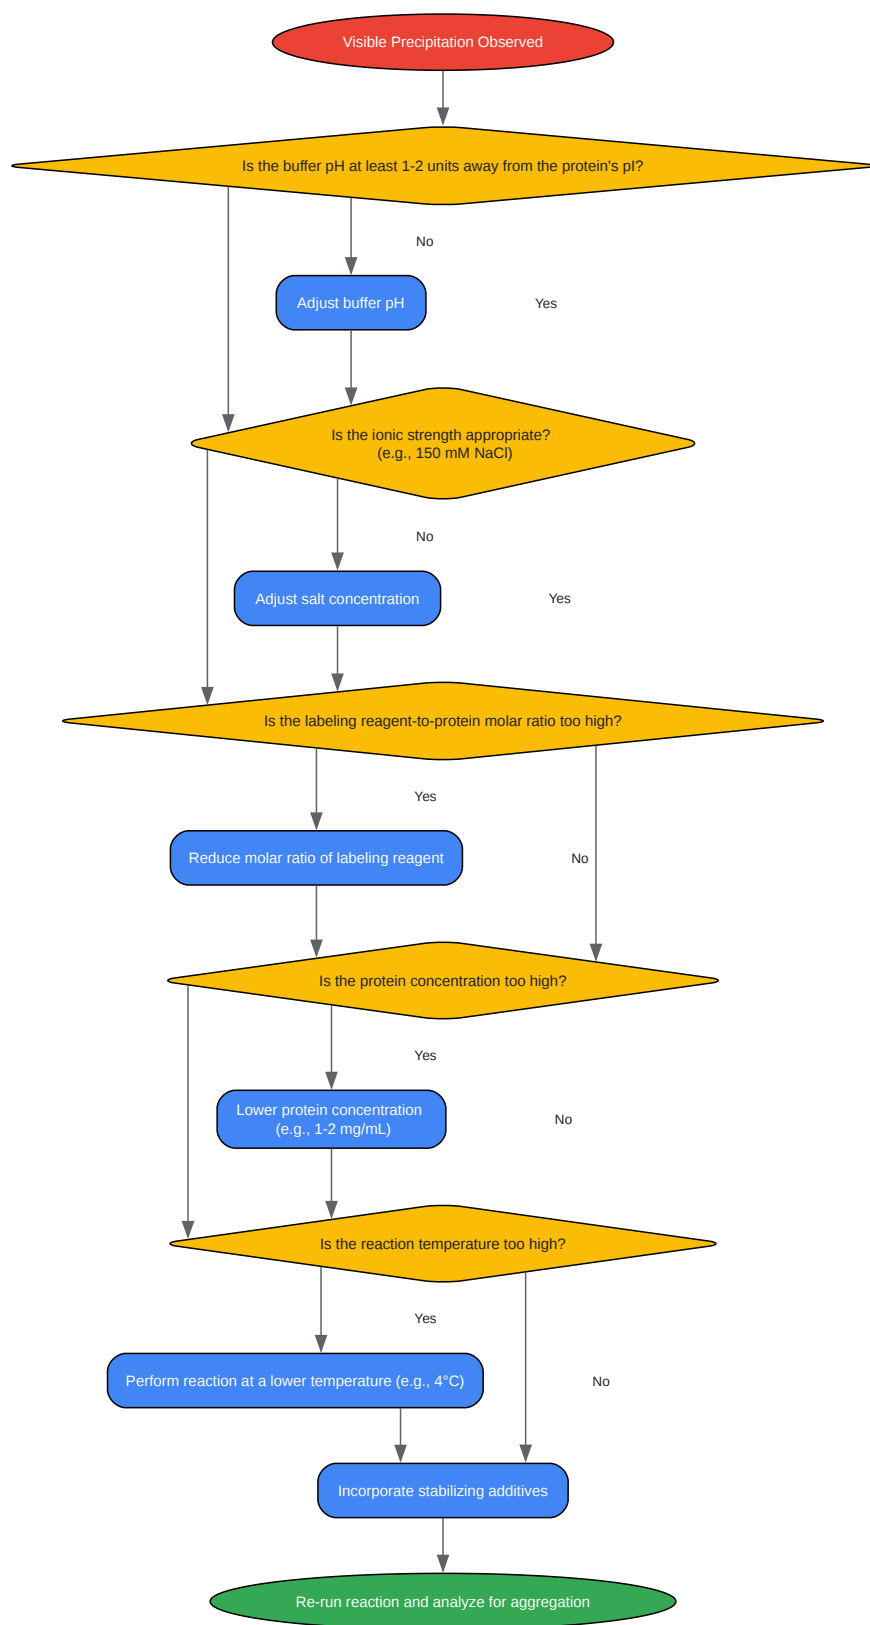 Visible Precipitation Observed
Is the buffer pH at least 1-2 units away from the protein's pI?
No
Adjust buffer pH
Yes
Is the ionic strength appropriate?
(e.g., 150 mM NaCl)
No
Adjust salt concentration
Yes
Is the labeling reagent-to-protein molar ratio too high?
Yes
Reduce molar ratio of labeling reagent
No
Is the protein concentration too high?
Yes
Lower protein concentration
(e.g., 1-2 mg/mL)
No
Is the reaction temperature too high?
Yes
Perform reaction at a lower temperature (e.g., 4°C)
No
Incorporate stabilizing additives
Re-run reaction and analyze for aggregation